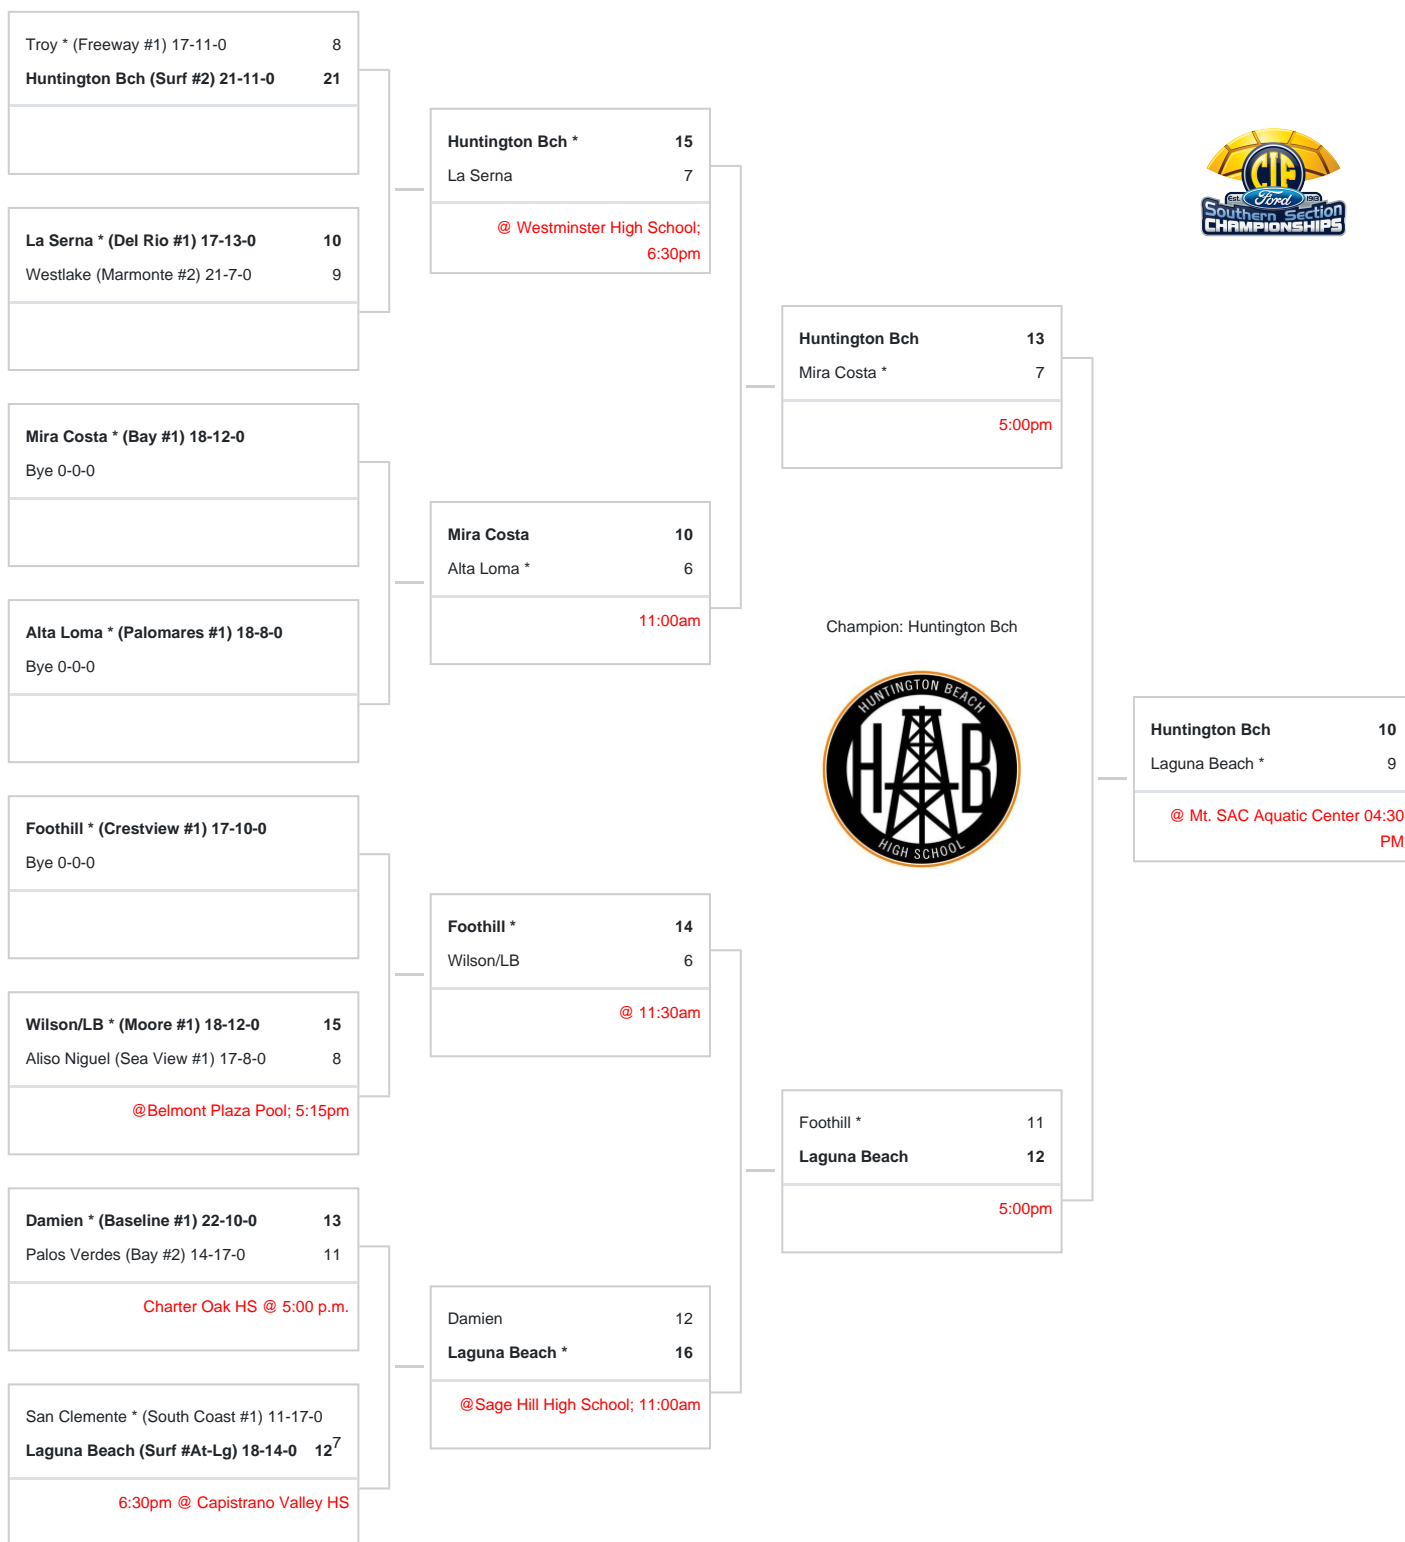 Troy * (Freeway #1) 17-11-0 8
Huntington Bch (Surf #2) 21-11-0 21
La Serna * (Del Rio #1) 17-13-0 10
Westlake (Marmonte #2) 21-7-0 9
Mira Costa * (Bay #1) 18-12-0
Bye 0-0-0
Alta Loma * (Palomares #1) 18-8-0
Bye 0-0-0
Foothill * (Crestview #1) 17-10-0
Bye 0-0-0
Wilson/LB * (Moore #1) 18-12-0 15
Aliso Niguel (Sea View #1) 17-8-0 8
@Belmont Plaza Pool; 5:15pm
Damien * (Baseline #1) 22-10-0 13
Palos Verdes (Bay #2) 14-17-0 11
Charter Oak HS @ 5:00 p.m.
San Clemente * (South Coast #1) 11-17-0
7
Laguna Beach (Surf #At-Lg) 18-14-0 12
6:30pm @ Capistrano Valley HS
Huntington Bch * 15
La Serna 7
@ Westminster High School;
6:30pm
Mira Costa 10
Alta Loma * 6
11:00am
Foothill * 14
Wilson/LB 6
@ 11:30am
Damien 12
Laguna Beach * 16
@Sage Hill High School; 11:00am
Huntington Bch 13
Mira Costa * 7
5:00pm
Champion: Huntington Bch
HUNTINGTON BEACH
H B
HIGH SCHOOL
Foothill * 11
Laguna Beach 12
5:00pm
CIF
Est. Ford 1913
Southern Section
CHAMPIONSHIPS
Huntington Bch 10
Laguna Beach * 9
@ Mt. SAC Aquatic Center 04:30
PM